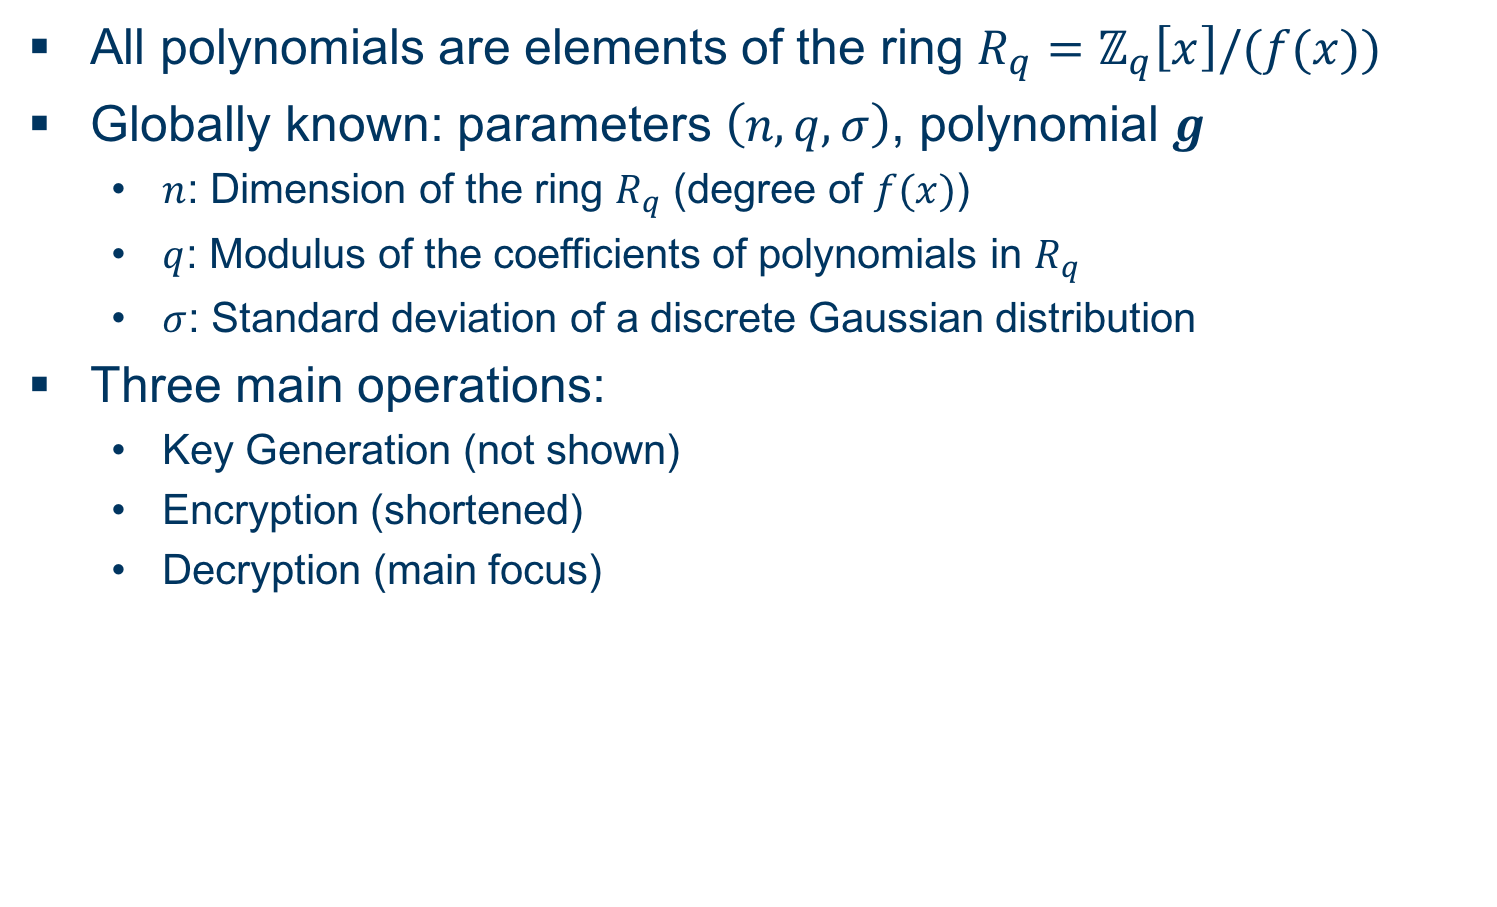 ▪ All polynomials are elements of the ring R_q = ℤ_q[x]/(f(x))
▪ Globally known: parameters (n, q, σ), polynomial g
• n: Dimension of the ring R_q (degree of f(x))
• q: Modulus of the coefficients of polynomials in R_q
• σ: Standard deviation of a discrete Gaussian distribution
▪ Three main operations:
• Key Generation (not shown)
• Encryption (shortened)
• Decryption (main focus)